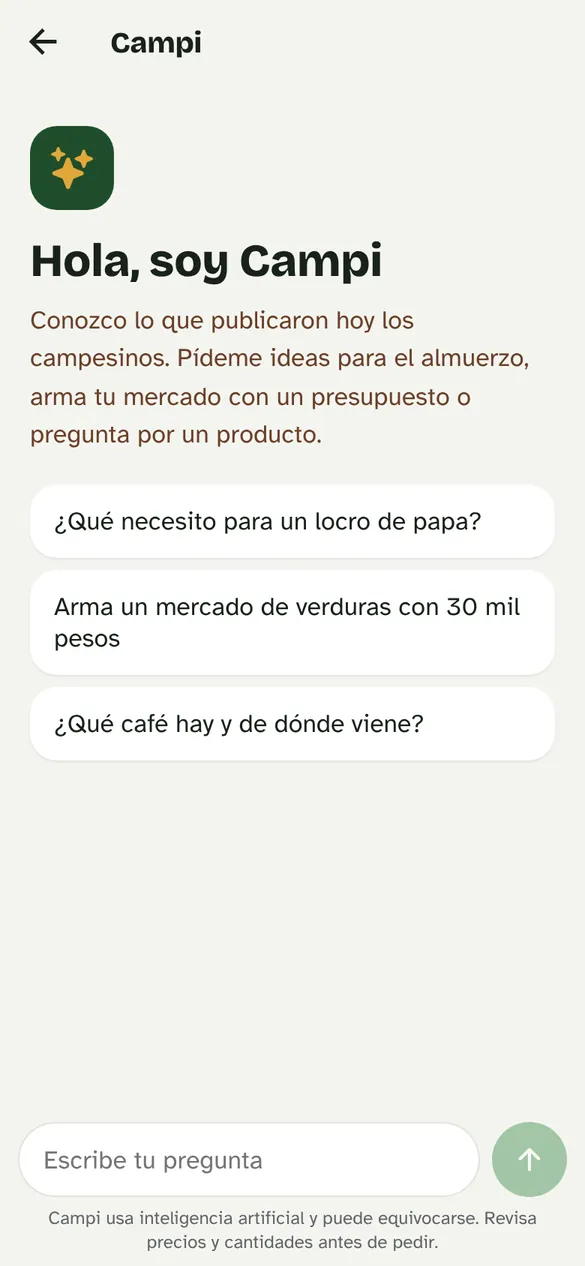 Campi
Hola, soy Campi
Conozco lo que publicaron hoy los
campesinos. Pídeme ideas para el almuerzo,
arma tu mercado con un presupuesto o
pregunta por un producto.
¿Qué necesito para un locro de papa?
Arma un mercado de verduras con 30 mil
pesos
¿Qué café hay y de dónde viene?
Escribe tu pregunta
Campi usa inteligencia artificial y puede equivocarse. Revisa
precios y cantidades antes de pedir.